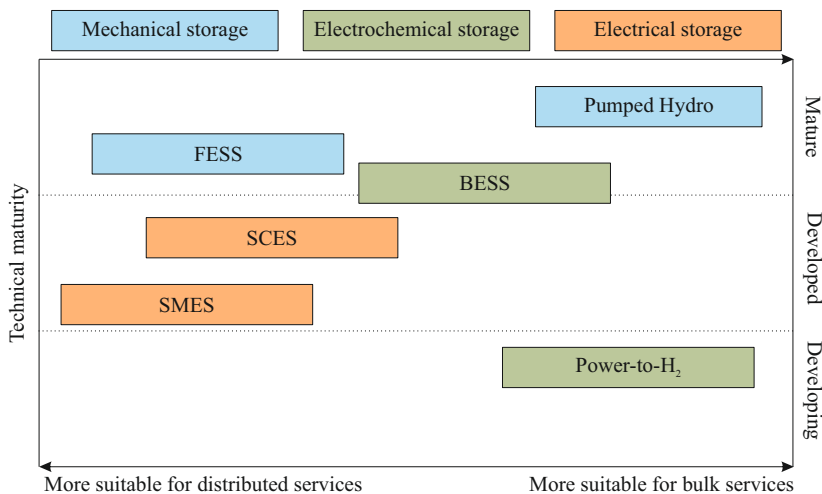 Mechanical storage
Electrochemical storage
Electrical storage
Pumped Hydro
FESS
BESS
SCES
SMES
Power-to-H₂
Technical maturity
Mature
Developed
Developing
More suitable for distributed services
More suitable for bulk services